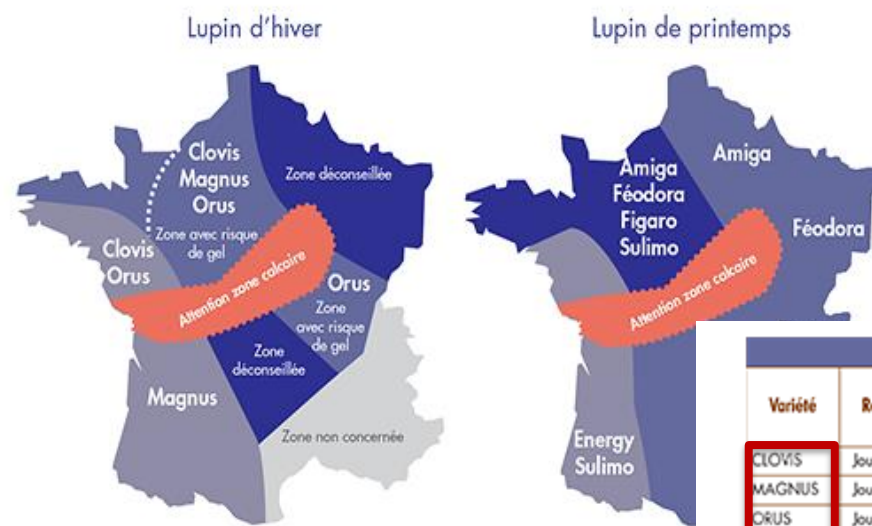 Lupin d'hiver
Clovis
Magnus
Orus
Zone avec risque
de gel
Zone déconseillée
Clovis
Orus
Attention zone calcaire
Orus
Zone
avec risque
de gel
Zone
déconseillée
Magnus
Zone non concernée
Lupin de printemps
Amiga
Féodora
Figaro
Sulimo
Amiga
Féodora
Attention zone calcaire
Energy
Sulimo
Variété
CLOVIS
MAGNUS
ORUS